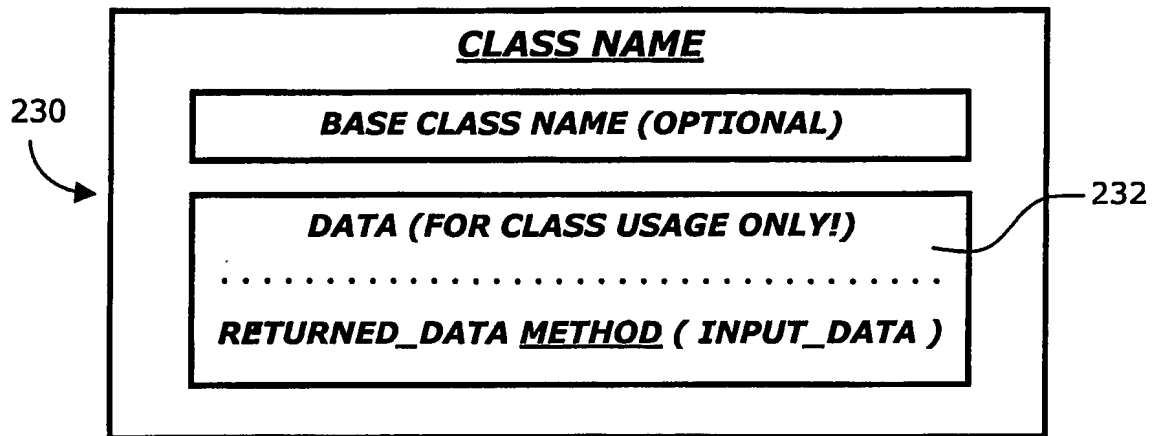 CLASS NAME
230
BASE CLASS NAME (OPTIONAL)
232
DATA (FOR CLASS USAGE ONLY!)
. . . . . . . . . . . . . . . . . . . . . . . . . . . . . . . . . .
RETURNED_DATA METHOD ( INPUT_DATA )